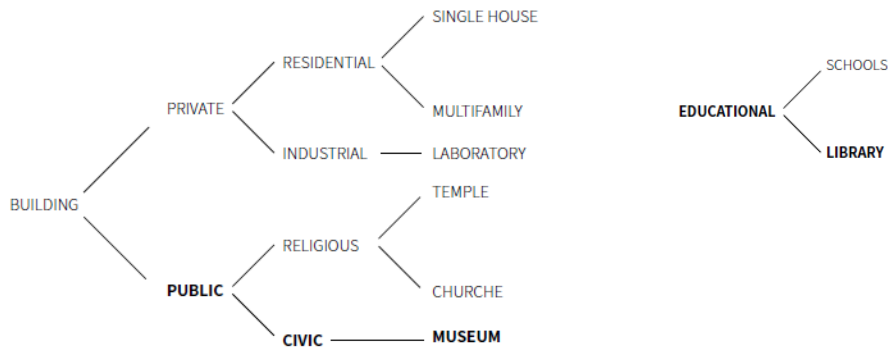 SINGLE HOUSE
RESIDENTIAL
SCHOOLS
PRIVATE
MULTIFAMILY
EDUCATIONAL
INDUSTRIAL
LABORATORY
LIBRARY
TEMPLE
BUILDING
RELIGIOUS
PUBLIC
CHURCHE
CIVIC
MUSEUM